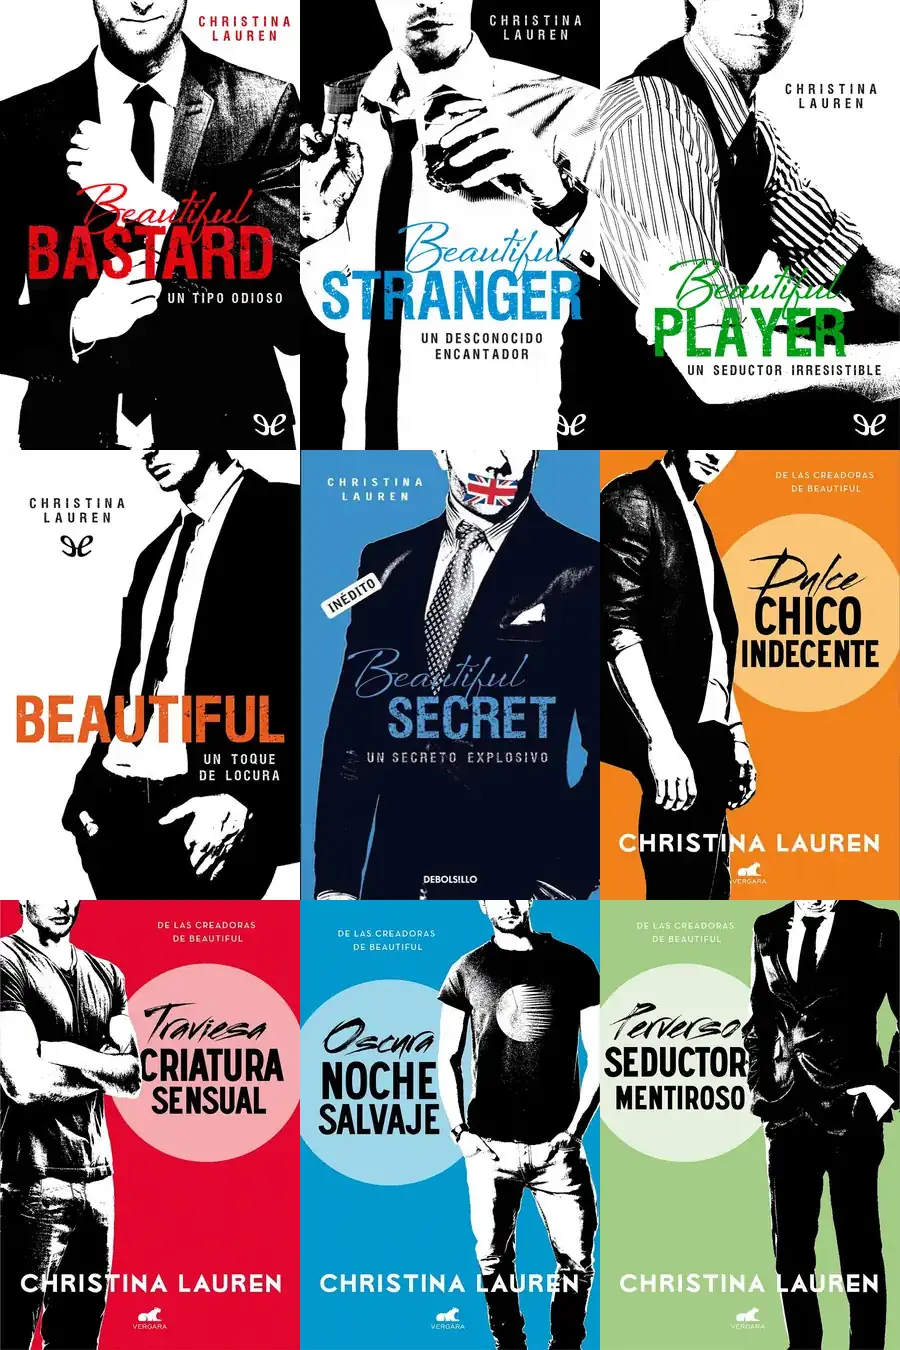 CHRISTINA
LAUREN
Beautiful
BASTARD
UN TIPO ODIOSO
CHRISTINA
LAUREN
Beautiful
STRANGER
UN DESCONOCIDO
ENCANTADOR
CHRISTINA
LAUREN
Beautiful
PLAYER
UN SEDUCTOR IRRESISTIBLE
CHRISTINA
LAUREN
BEAUTIFUL
UN TOQUE
DE LOCURA
CHRISTINA
LAUREN
INÉDITO
Beautiful
SECRET
UN SECRETO EXPLOSIVO
DEBOLSILLO
DE LAS CREADORAS
DE BEAUTIFUL
Dulce
CHICO
INDECENTE
CHRISTINA LAUREN
VERGARA
DE LAS CREADORAS
DE BEAUTIFUL
Traviesa
CRIATURA
SENSUAL
CHRISTINA LAUREN
VERGARA
DE LAS CREADORAS
DE BEAUTIFUL
Oscura
NOCHE
SALVAJE
CHRISTINA LAUREN
VERGARA
DE LAS CREADORAS
DE BEAUTIFUL
Perverso
SEDUCTOR
MENTIROSO
CHRISTINA LAUREN
VERGARA